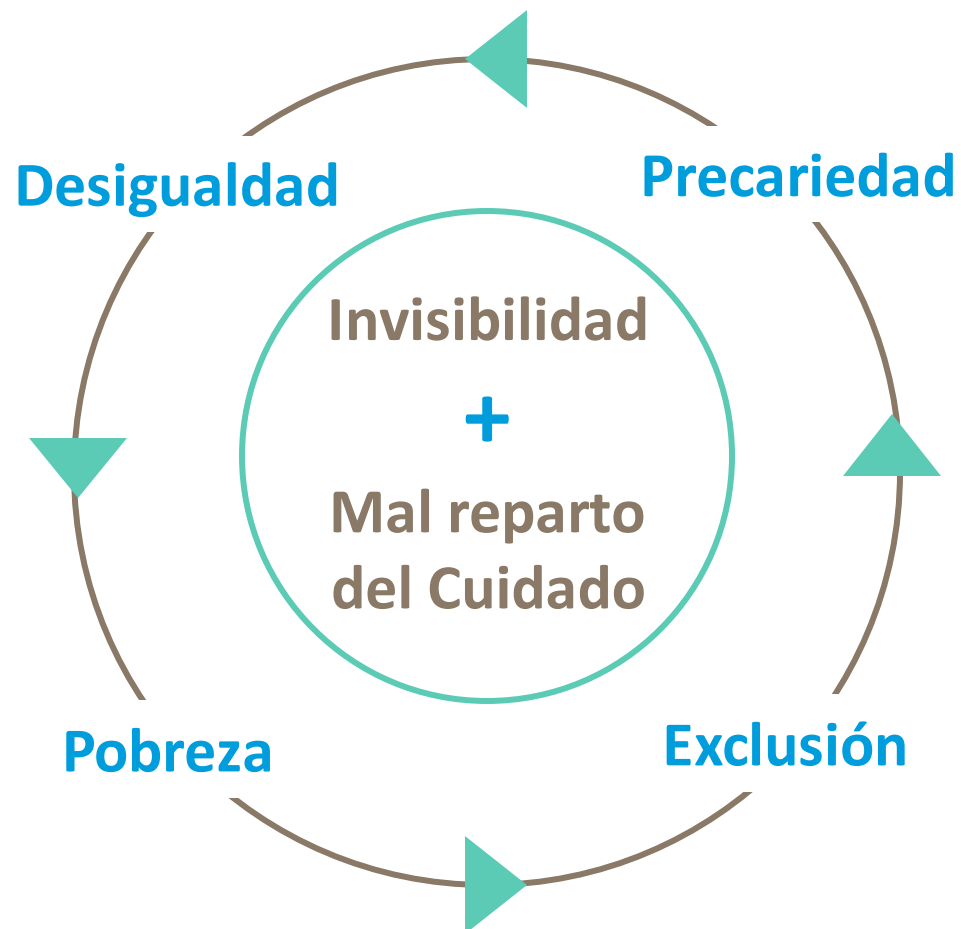 Desigualdad
Precariedad
Invisibilidad
+
Mal reparto
del Cuidado
Pobreza
Exclusión